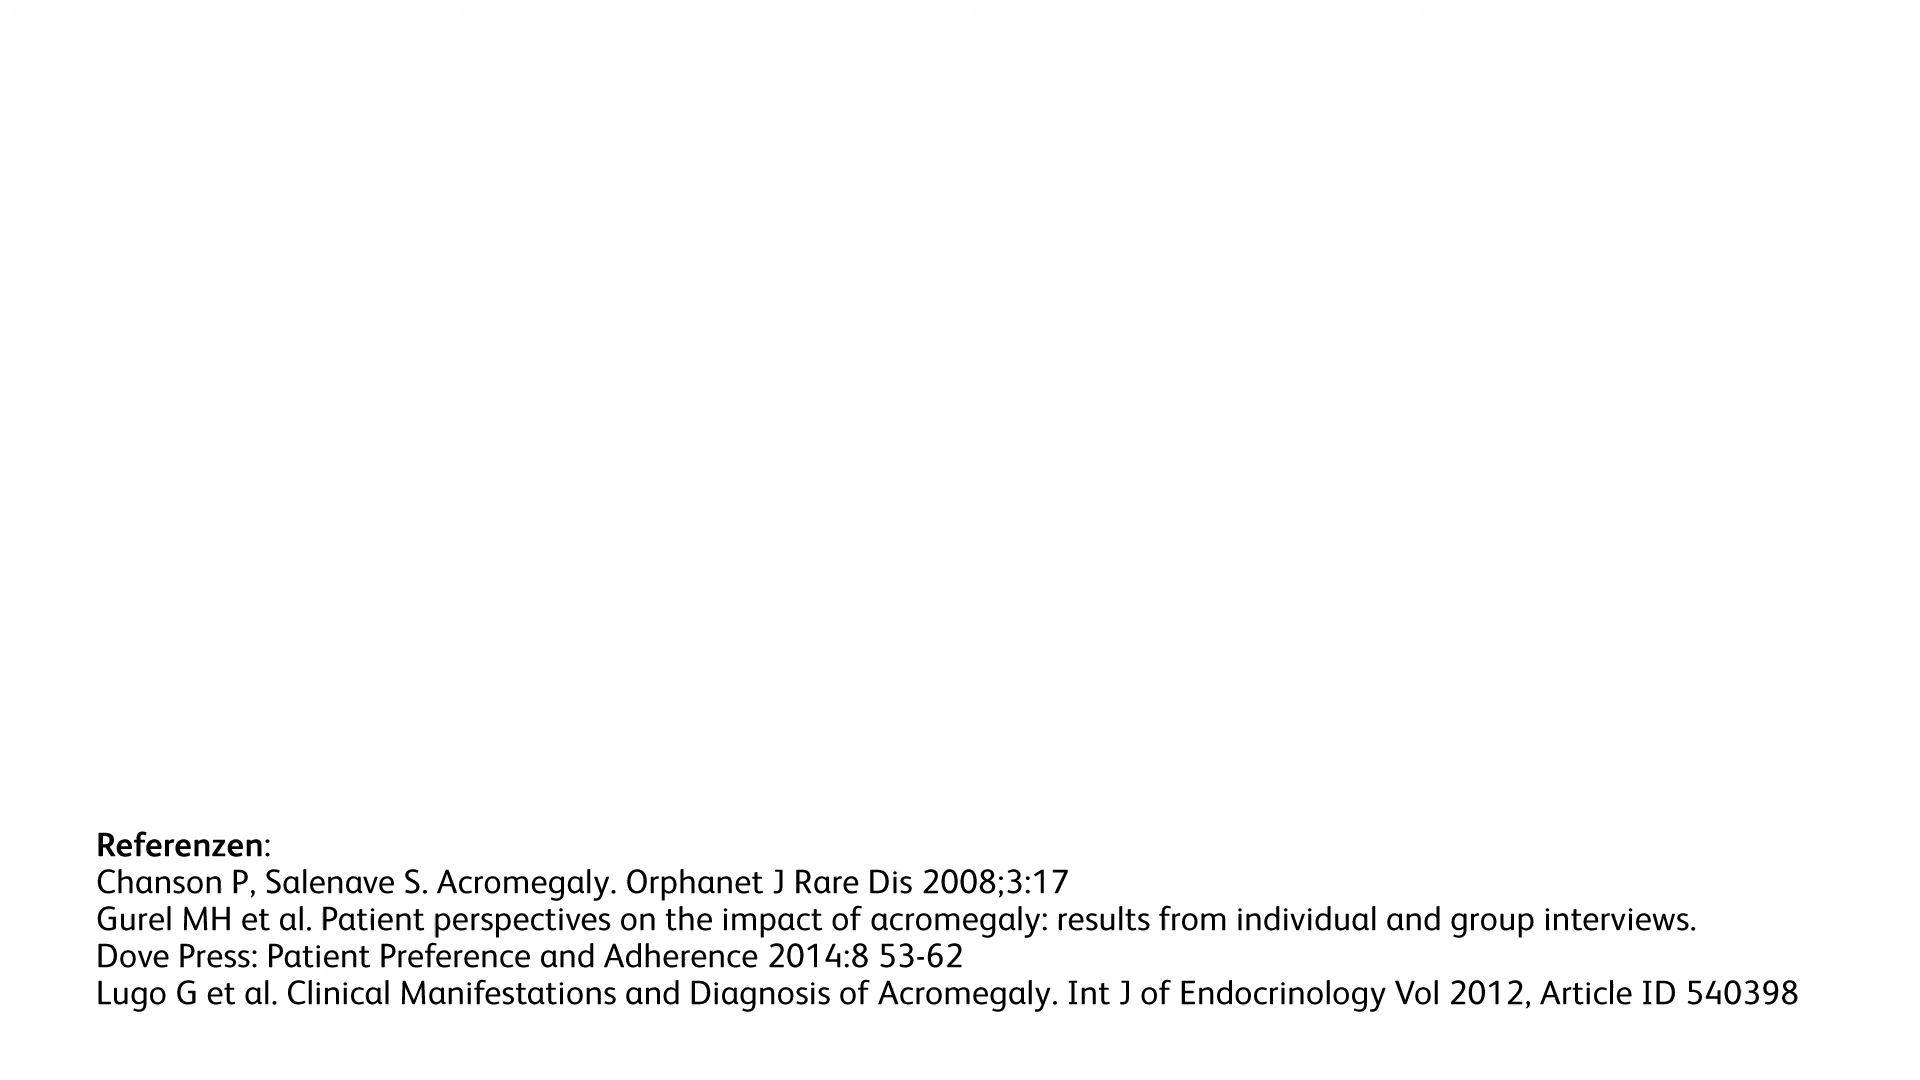 Referenzen:
Chanson P, Salenave S. Acromegaly. Orphanet J Rare Dis 2008;3:17
Gurel MH et al. Patient perspectives on the impact of acromegaly: results from individual and group interviews.
Dove Press: Patient Preference and Adherence 2014:8 53-62
Lugo G et al. Clinical Manifestations and Diagnosis of Acromegaly. Int J of Endocrinology Vol 2012, Article ID 540398